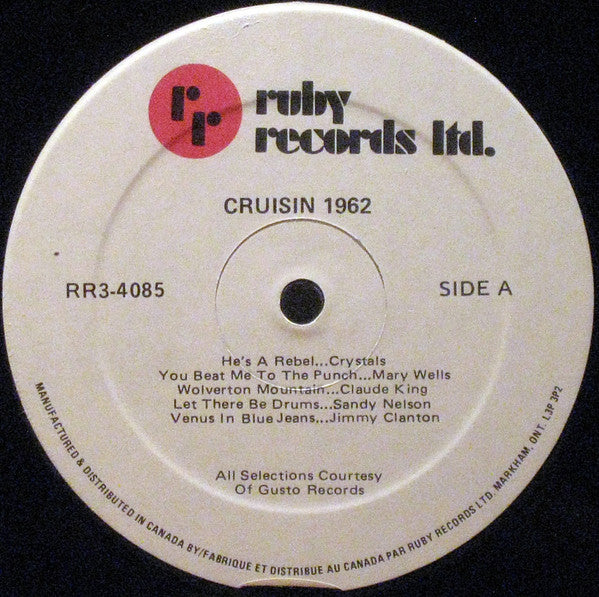 rr
ruby
records ltd.
CRUISIN 1962
RR3-4085
SIDE A
He's A Rebel...Crystals
You Beat Me To The Punch...Mary Wells
Wolverton Mountain...Claude King
Let There Be Drums...Sandy Nelson
Venus In Blue Jeans...Jimmy Clanton
All Selections Courtesy
Of Gusto Records
MANUFACTURED & DISTRIBUTED IN CANADA BY/FABRIQUE ET DISTRIBUE AU CANADA PAR RUBY RECORDS LTD. MARKHAM, ONT. L3P 3P2